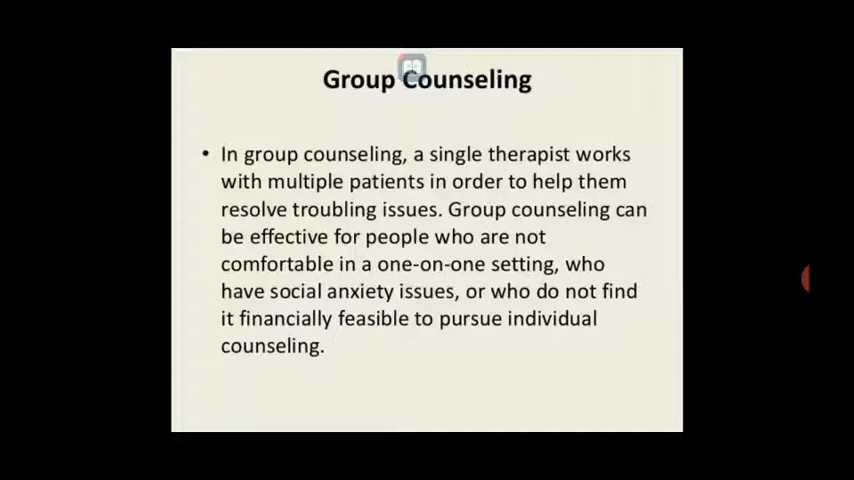 Group Counseling
• In group counseling, a single therapist works
with multiple patients in order to help them
resolve troubling issues. Group counseling can
be effective for people who are not
comfortable in a one-on-one setting, who
have social anxiety issues, or who do not find
it financially feasible to pursue individual
counseling.